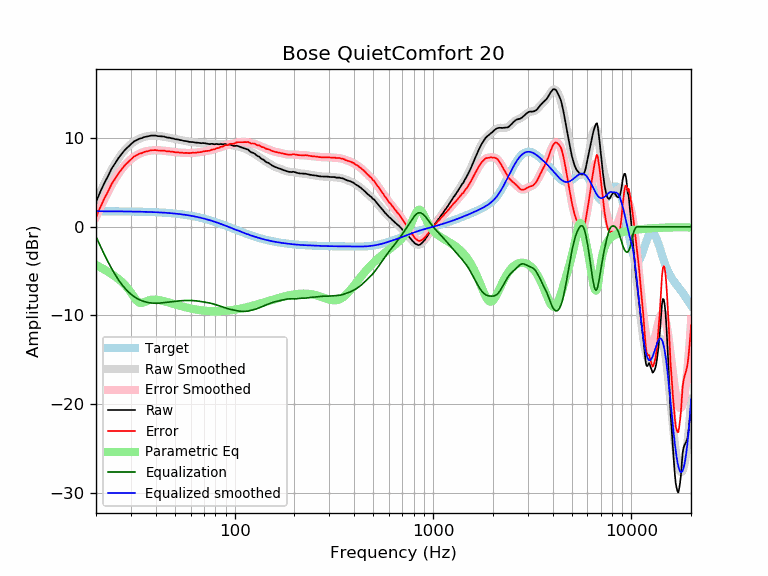 Bose QuietComfort 20
Amplitude (dBr)
10
0
−10
−20
−30
Target
Raw Smoothed
Error Smoothed
Raw
Error
Parametric Eq
Equalization
Equalized smoothed
100
1000
10000
Frequency (Hz)